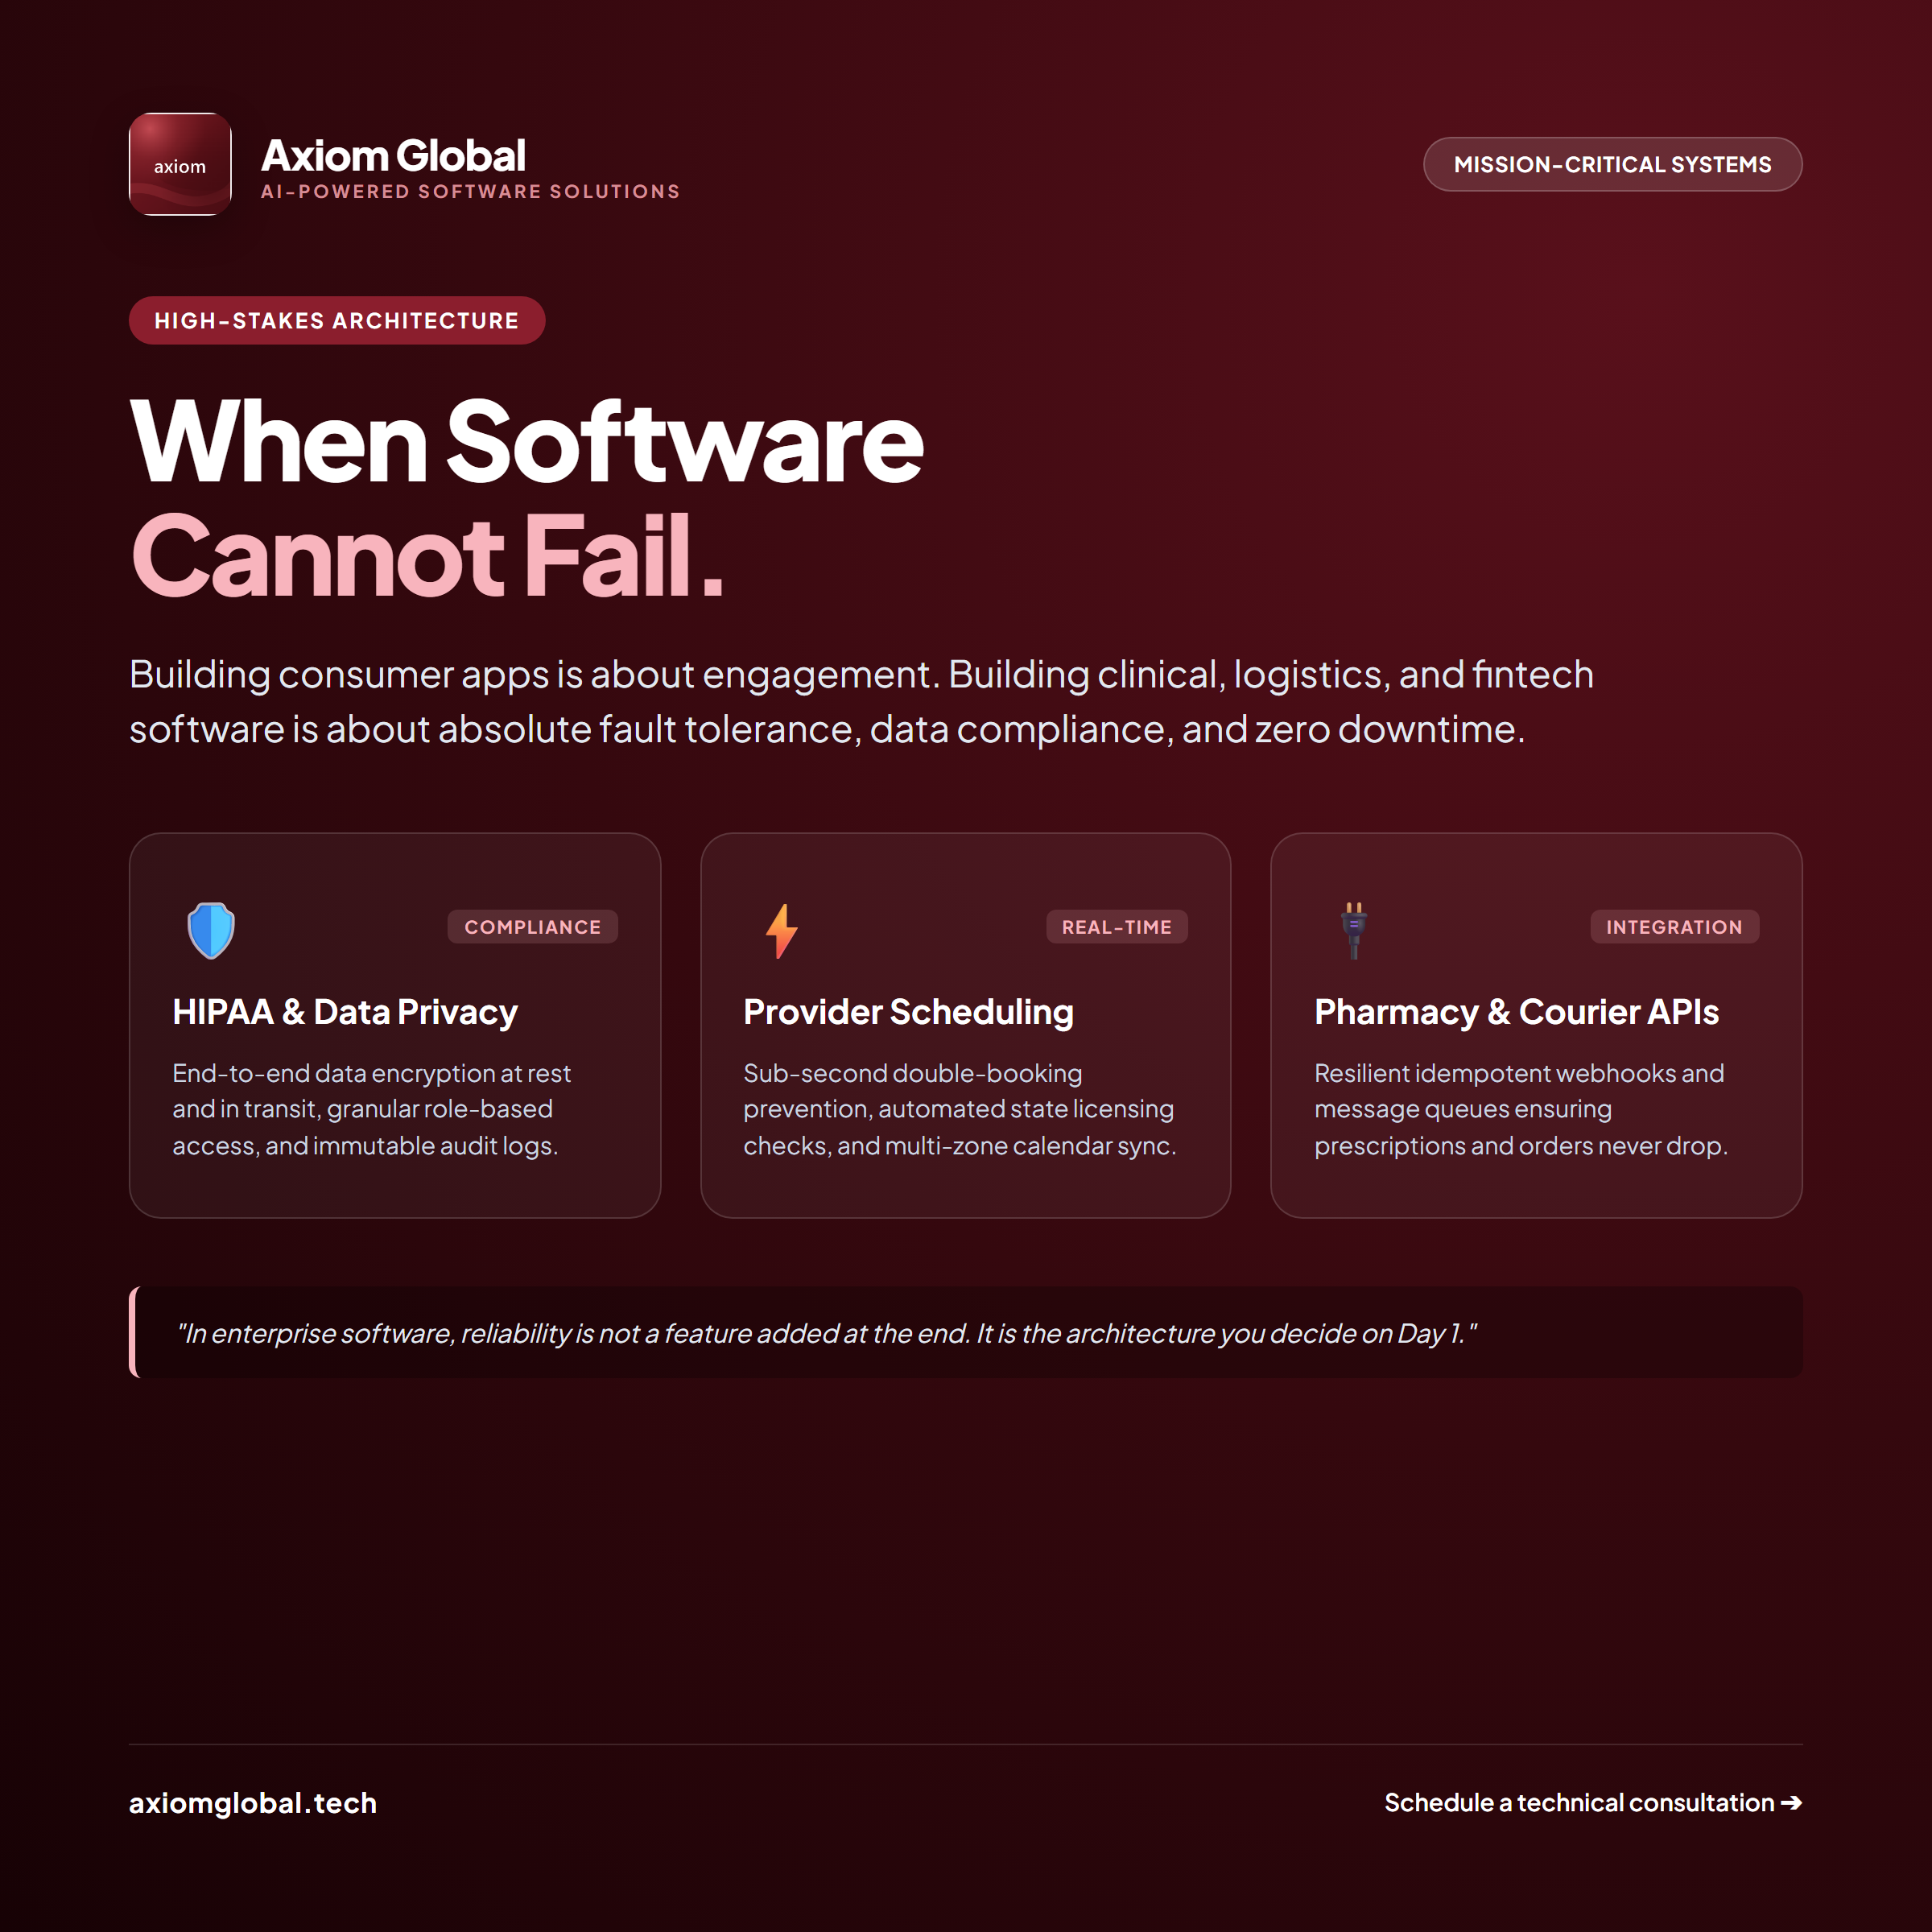 axiom
Axiom Global
AI-POWERED SOFTWARE SOLUTIONS
MISSION-CRITICAL SYSTEMS
HIGH-STAKES ARCHITECTURE
When Software
Cannot Fail.
Building consumer apps is about engagement. Building clinical, logistics, and fintech
software is about absolute fault tolerance, data compliance, and zero downtime.
COMPLIANCE
HIPAA & Data Privacy
End-to-end data encryption at rest
and in transit, granular role-based
access, and immutable audit logs.
REAL-TIME
Provider Scheduling
Sub-second double-booking
prevention, automated state licensing
checks, and multi-zone calendar sync.
INTEGRATION
Pharmacy & Courier APIs
Resilient idempotent webhooks and
message queues ensuring
prescriptions and orders never drop.
"In enterprise software, reliability is not a feature added at the end. It is the architecture you decide on Day 1."
axiomglobal.tech
Schedule a technical consultation ➔